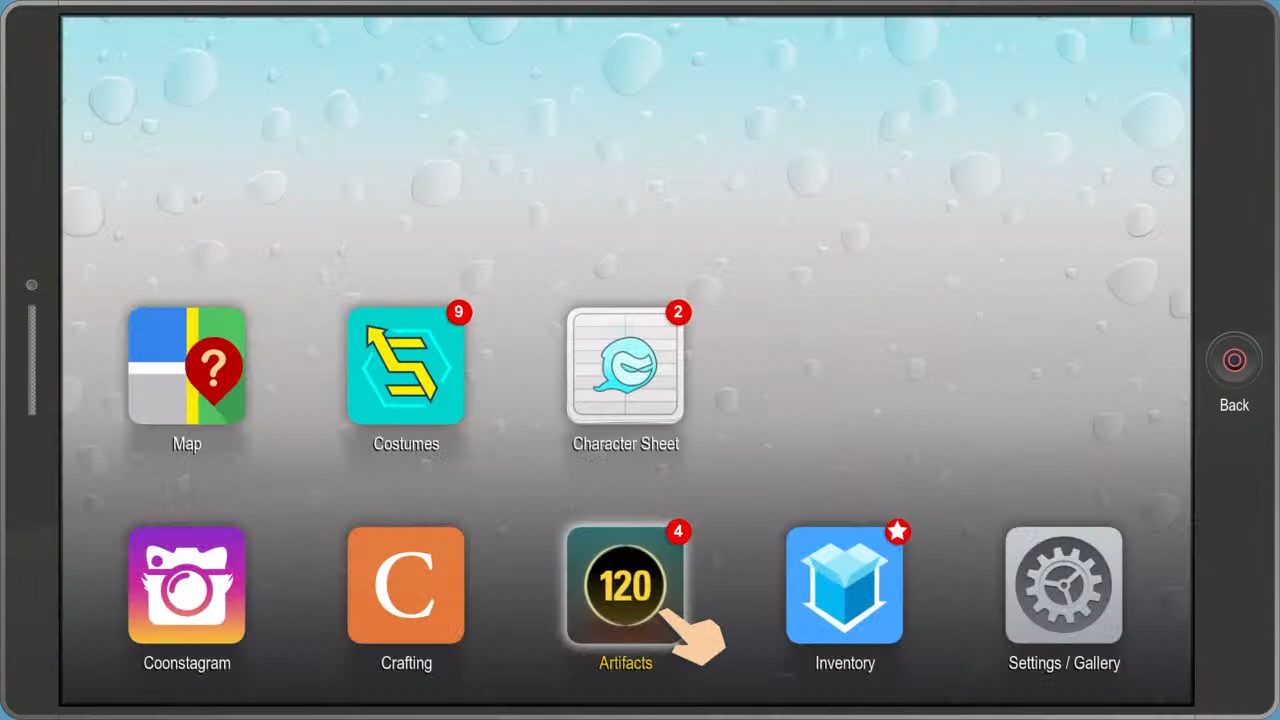 9
2
?
Map
Costumes
Character Sheet
Back
4
C
120
Coonstagram
Crafting
Artifacts
Inventory
Settings / Gallery